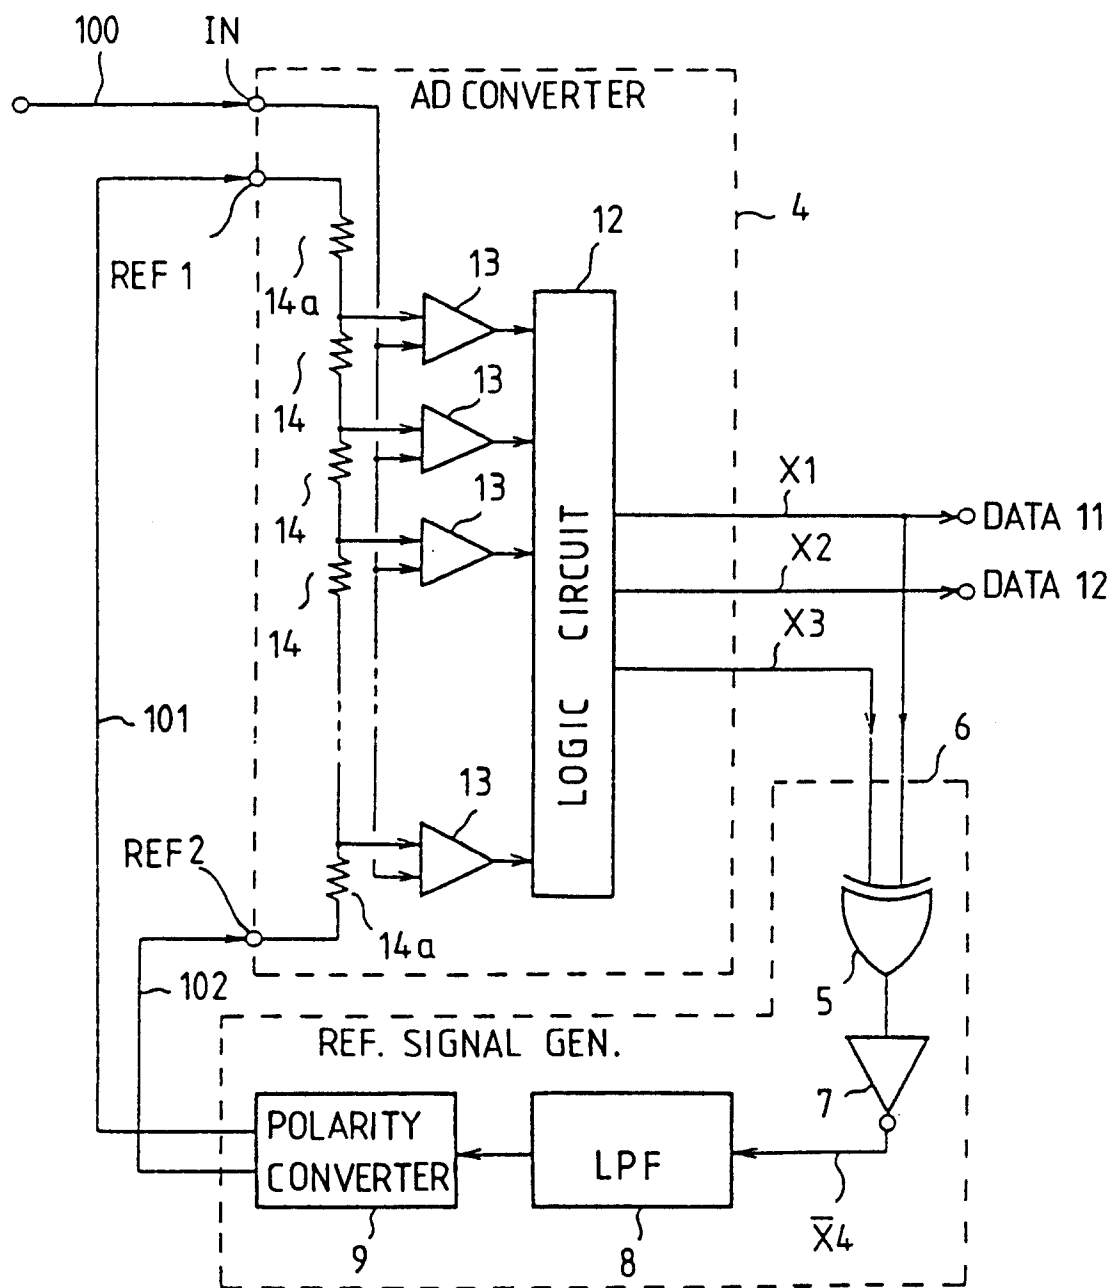 100
IN
AD CONVERTER
4
12
REF 1
14a
13
14
13
14
13
14
X1
DATA 11
X2
DATA 12
X3
LOGIC CIRCUIT
101
6
13
REF 2
14a
102
5
REF. SIGNAL GEN.
7
POLARITY
CONVERTER
LPF
9
8
X̅4